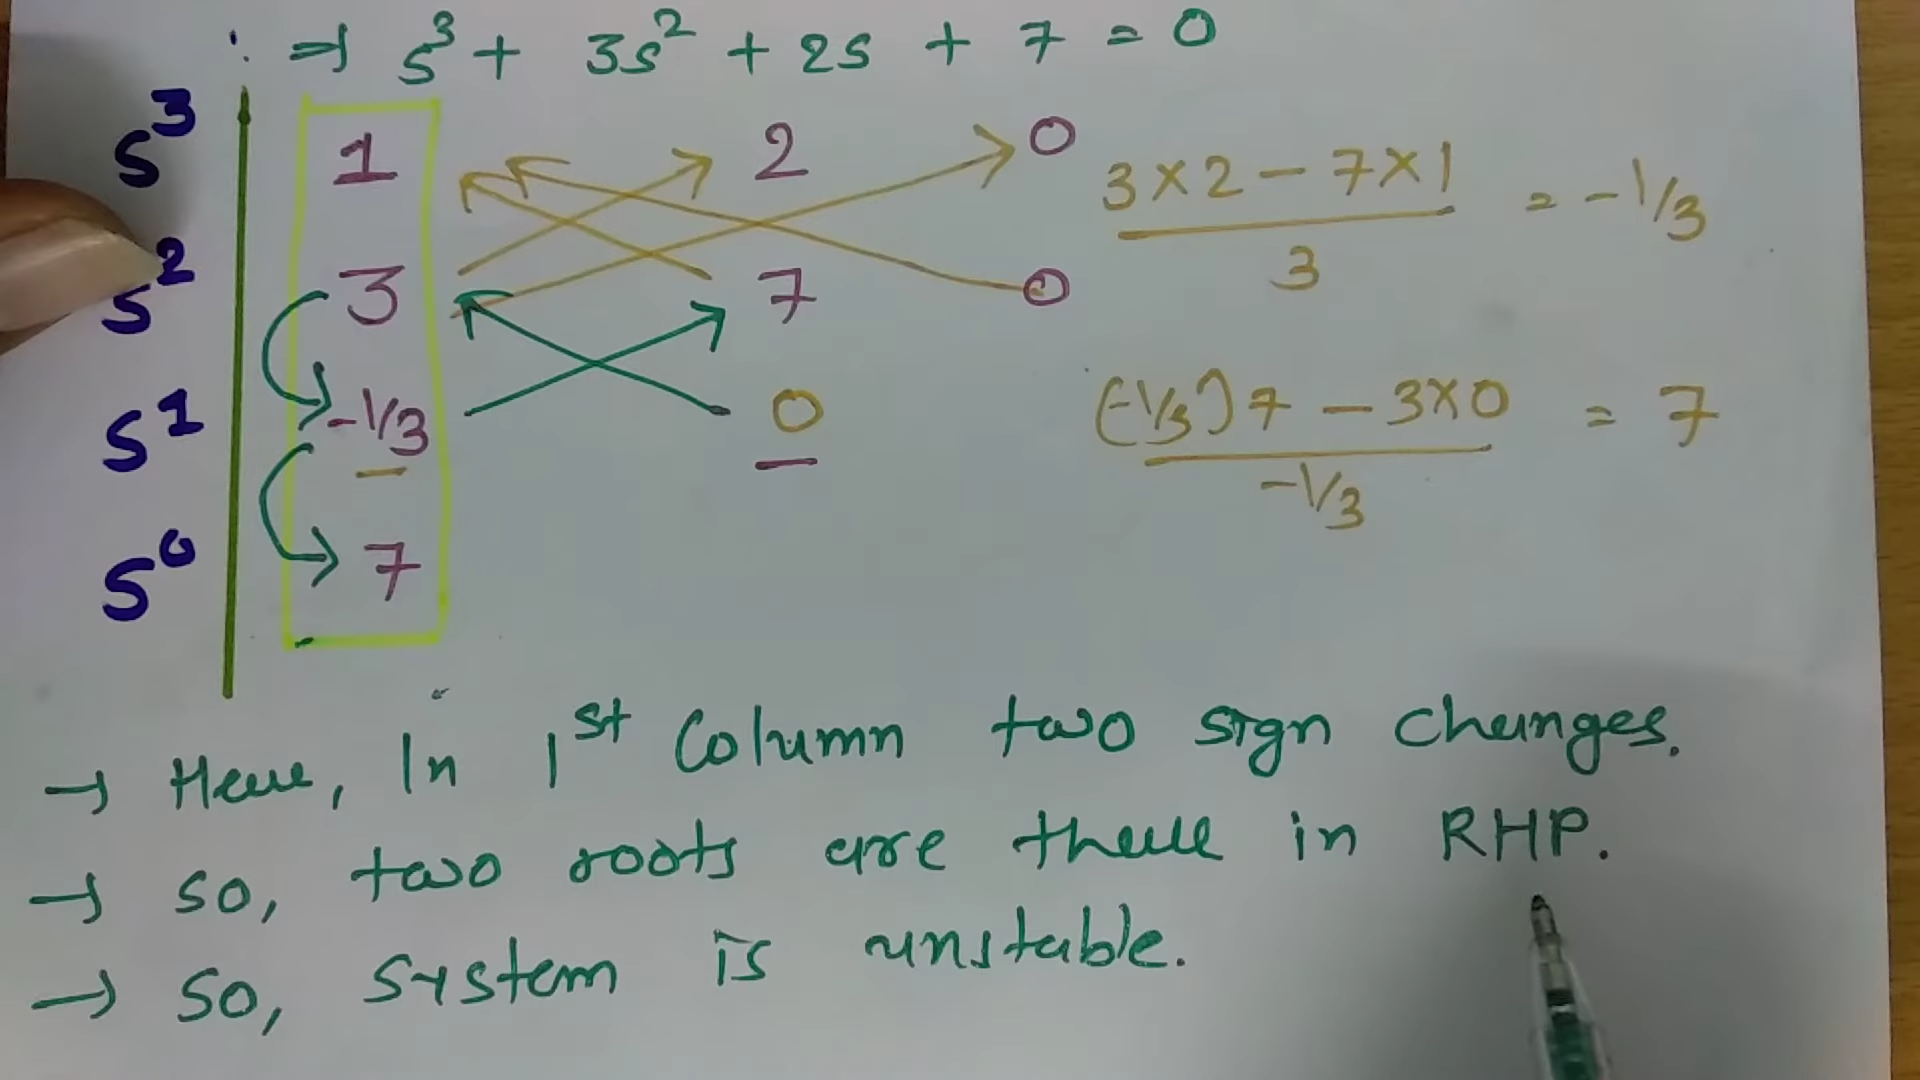 ⇒ s³ + 3s² + 2s + 7 = 0
S³ 1 2 0
3×2 - 7×1 / 3 = -1/3
S² 3 7 0
S¹ -1/3 0
(-1/3)7 - 3×0 / -1/3 = 7
S⁰ 7
→ Here, In 1st Column two sign changes.
→ so, two roots are there in RHP.
→ so, system is unstable.